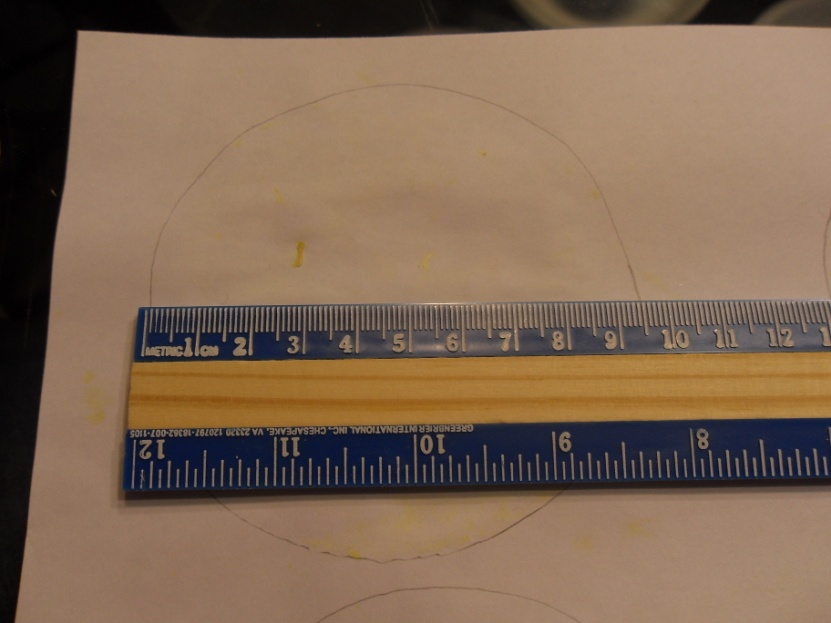 METRIC 1 CM 2 3 4 5 6 7 8 9 10 11 12
GREENBRIER INTERNATIONAL INC., CHESAPEAKE, VA 23320 120797-18362-007-1105
12 11 10 9 8